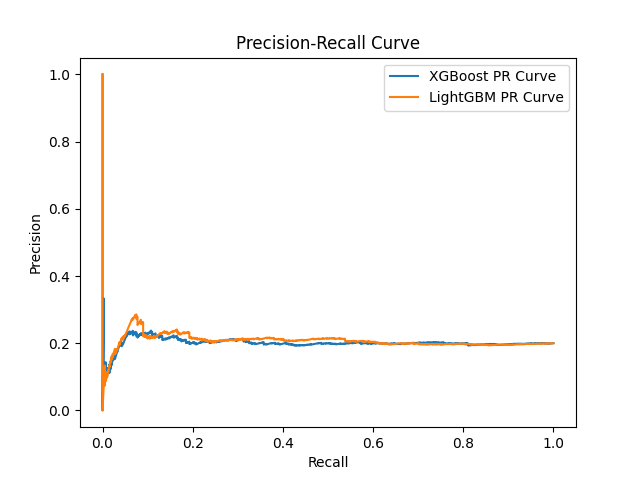 Precision-Recall Curve
XGBoost PR Curve
LightGBM PR Curve
Precision
1.0
0.8
0.6
0.4
0.2
0.0
0.0 0.2 0.4 0.6 0.8 1.0
Recall